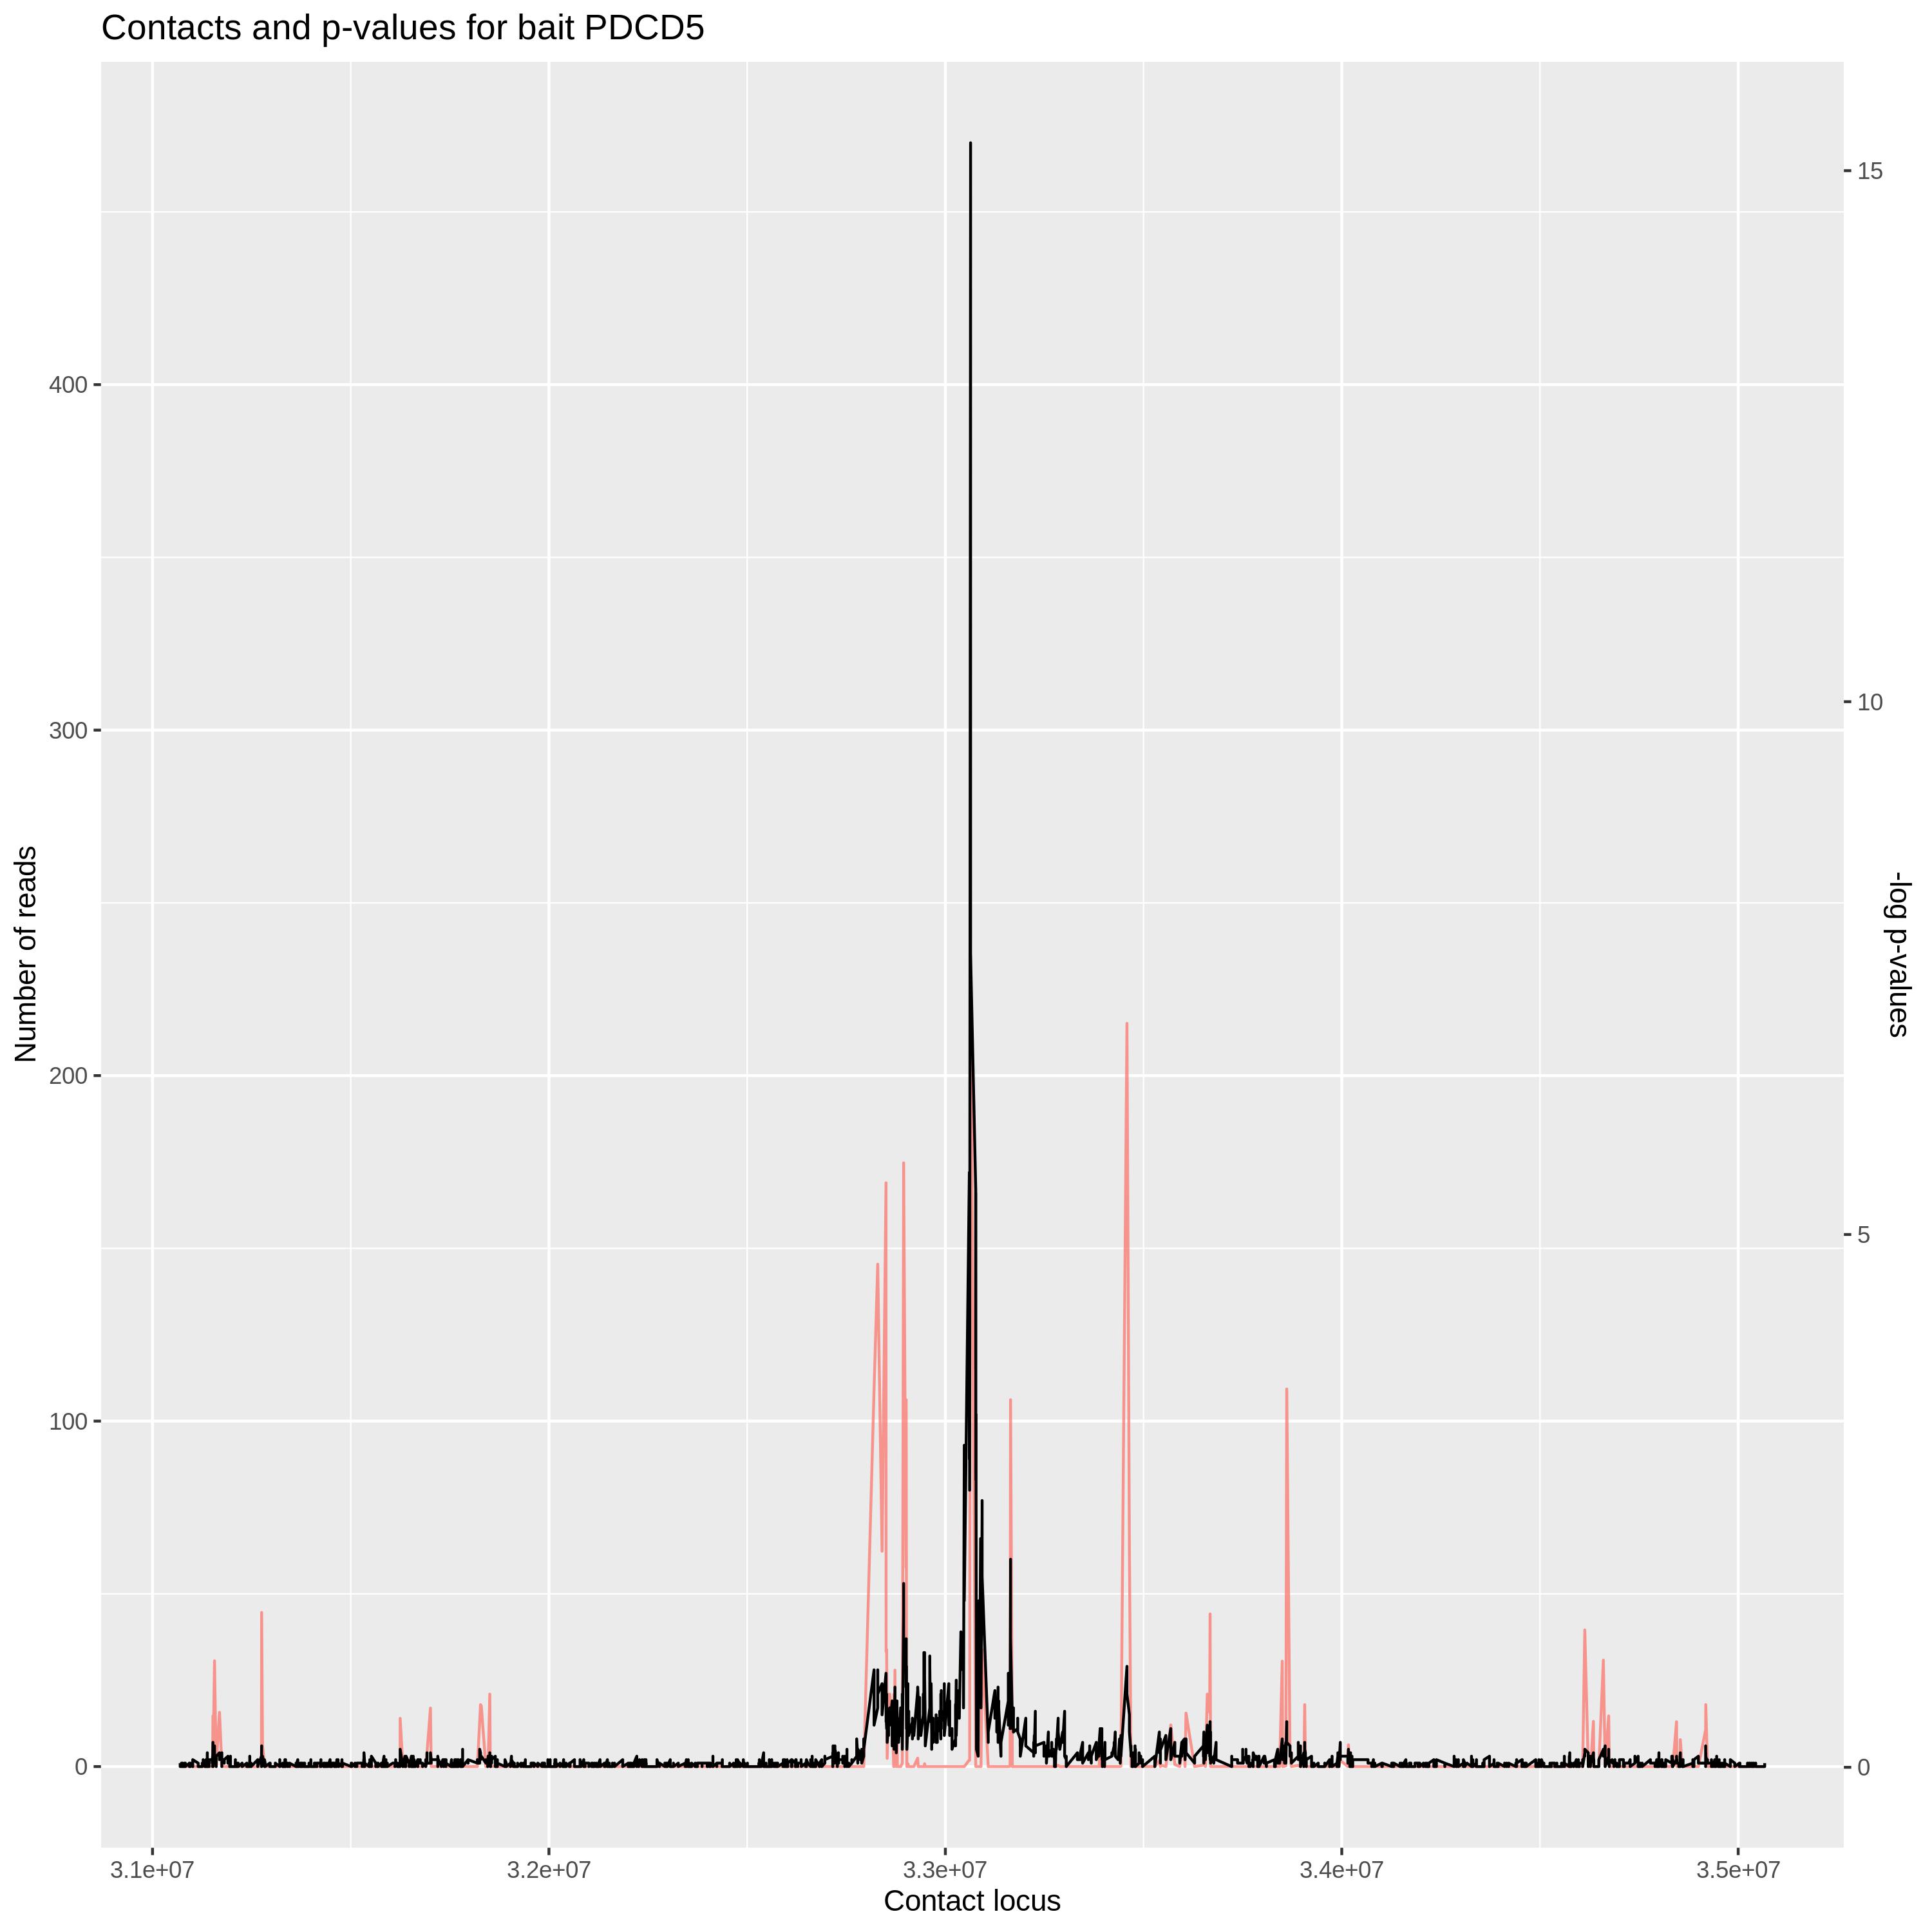 Contacts and p-values for bait PDCD5
Number of reads
400
300
200
100
0
15
10
5
0
-log p-values
3.1e+07
3.2e+07
3.3e+07
3.4e+07
3.5e+07
Contact locus